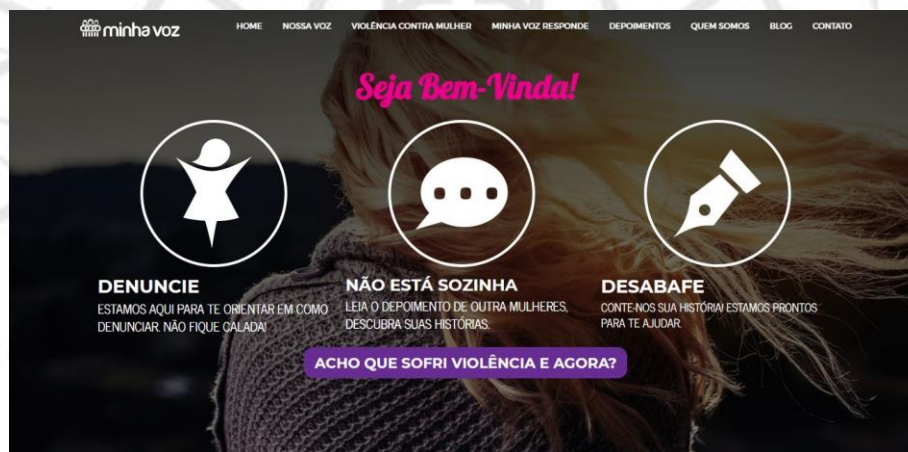 minha voz
HOME NOSSA VOZ VIOLÊNCIA CONTRA MULHER MINHA VOZ RESPONDE DEPOIMENTOS QUEM SOMOS BLOG CONTATO
Seja Bem-Vinda!
DENUNCIE
ESTAMOS AQUI PARA TE ORIENTAR EM COMO
DENUNCIAR. NÃO FIQUE CALADA!
NÃO ESTÁ SOZINHA
LEIA O DEPOIMENTO DE OUTRA MULHERES,
DESCUBRA SUAS HISTÓRIAS.
DESABAFE
CONTE-NOS SUA HISTÓRIA! ESTAMOS PRONTOS
PARA TE AJUDAR.
ACHO QUE SOFRI VIOLÊNCIA E AGORA?